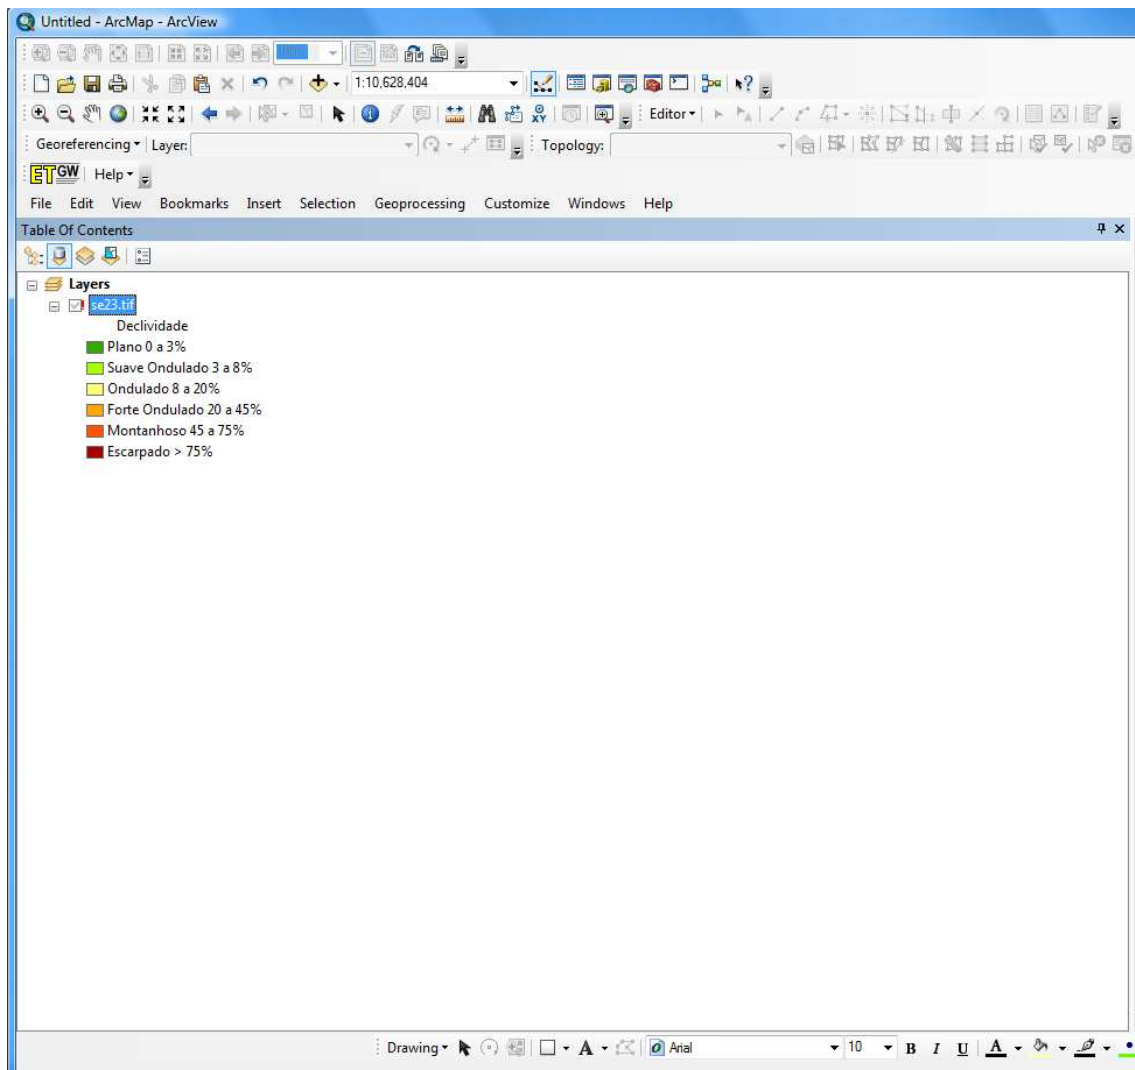 Untitled - ArcMap - ArcView
1:10,628,404
Editor
Georeferencing Layer: Topology:
ET GW Help
File Edit View Bookmarks Insert Selection Geoprocessing Customize Windows Help
Table Of Contents
Layers
se23.tif
Declividade
Plano 0 a 3%
Suave Ondulado 3 a 8%
Ondulado 8 a 20%
Forte Ondulado 20 a 45%
Montanhoso 45 a 75%
Escarpado > 75%
Drawing A Arial 10 B I U A